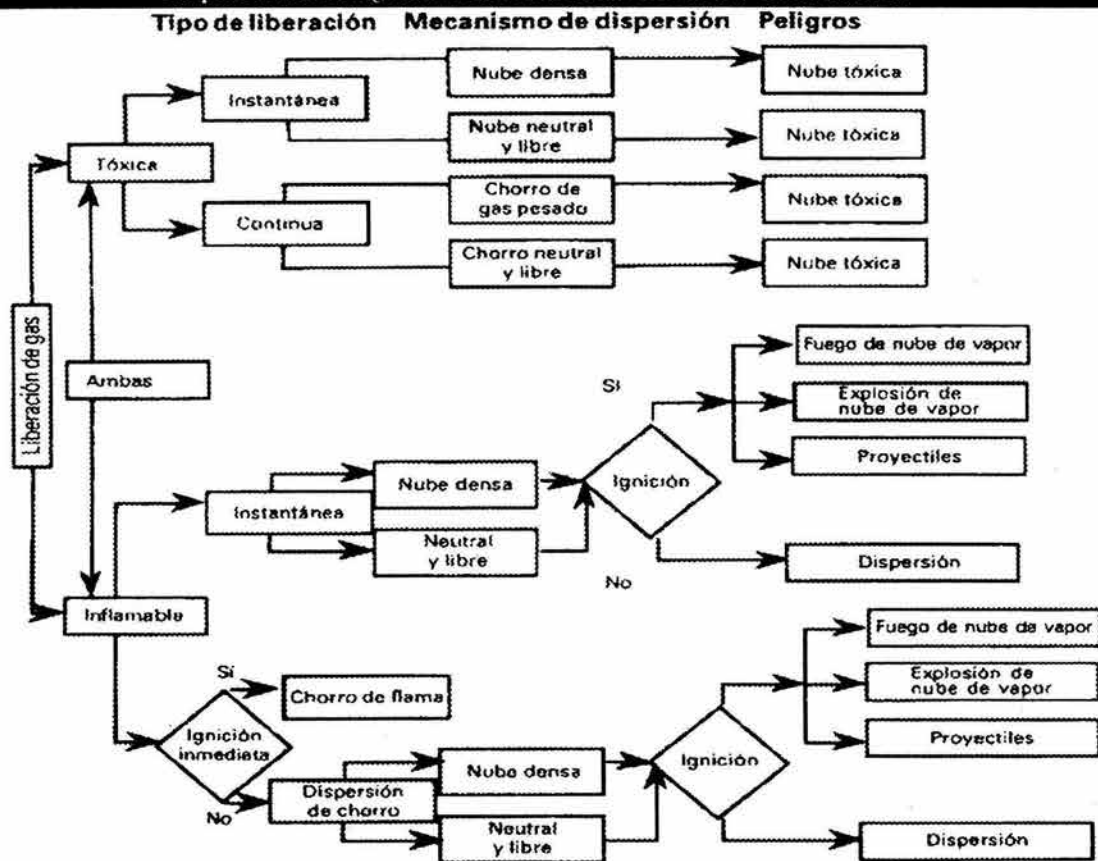 Tipo de liberación Mecanismo de dispersión Peligros
Nube densa
Nube tóxica
Instantánea
Nube neutral
y libre
Nube tóxica
Tóxica
Chorro de
gas pesado
Nube tóxica
Continua
Chorro neutral
y libre
Nube tóxica
Liberación de gas
Ambas
Sí
Fuego de nube de vapor
Explosión de
nube de vapor
Proyectiles
Ignición
Nube densa
Instantánea
Neutral
y libre
No
Dispersión
Inflamable
Sí
Chorro de flama
Ignición
inmediata
No
Dispersión
de chorro
Nube densa
Neutral
y libre
Ignición
Fuego de nube de vapor
Explosión de
nube de vapor
Proyectiles
Dispersión